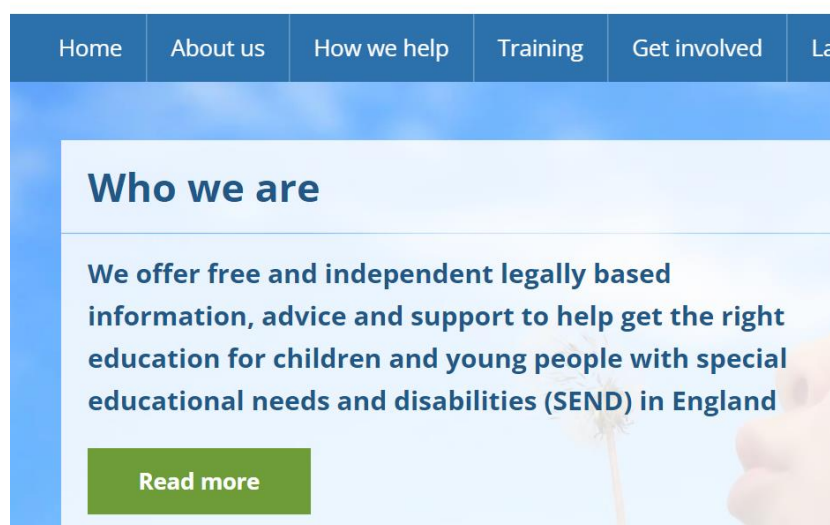 Home About us How we help Training Get involved
Who we are
We offer free and independent legally based
information, advice and support to help get the right
education for children and young people with special
educational needs and disabilities (SEND) in England
Read more